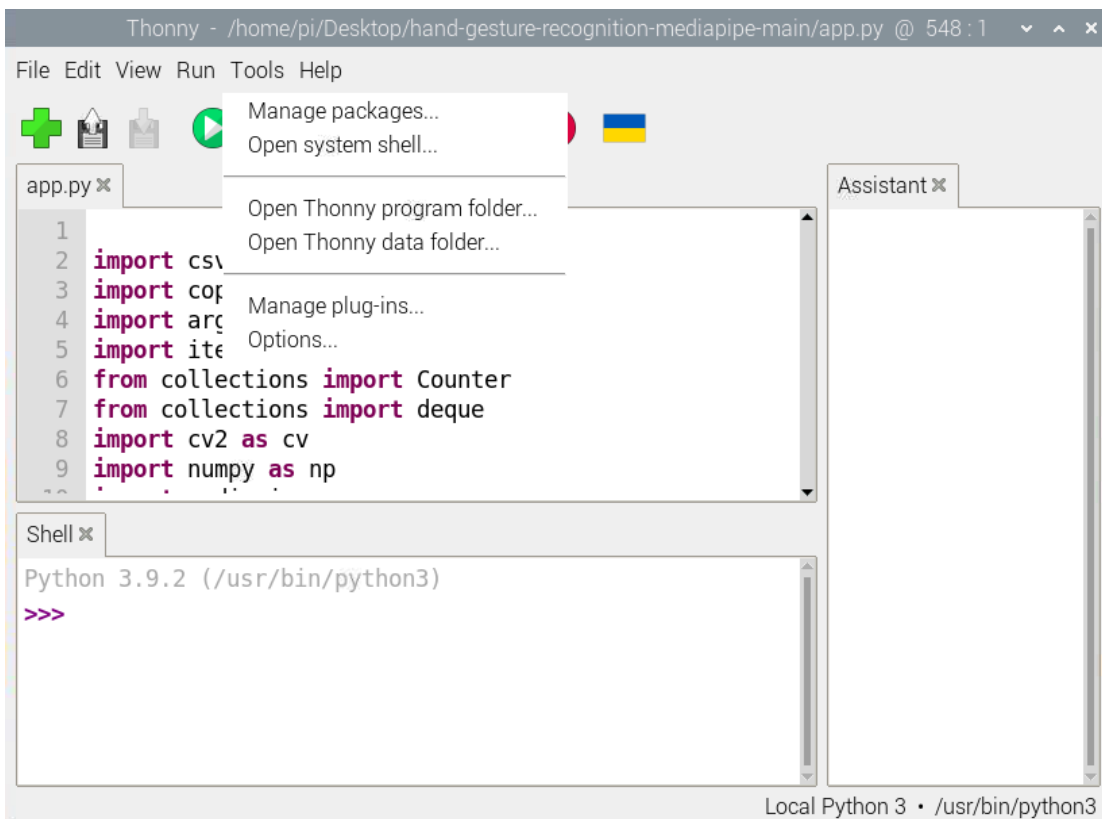 Thonny - /home/pi/Desktop/hand-gesture-recognition-mediapipe-main/app.py @ 548 : 1
File Edit View Run Tools Help
Manage packages...
Open system shell...
Open Thonny program folder...
Open Thonny data folder...
Manage plug-ins...
Options...
app.py
1
2 import csv
3 import cop
4 import arg
5 import ite
6 from collections import Counter
7 from collections import deque
8 import cv2 as cv
9 import numpy as np
Assistant
Shell
Python 3.9.2 (/usr/bin/python3)
>>>
Local Python 3 • /usr/bin/python3